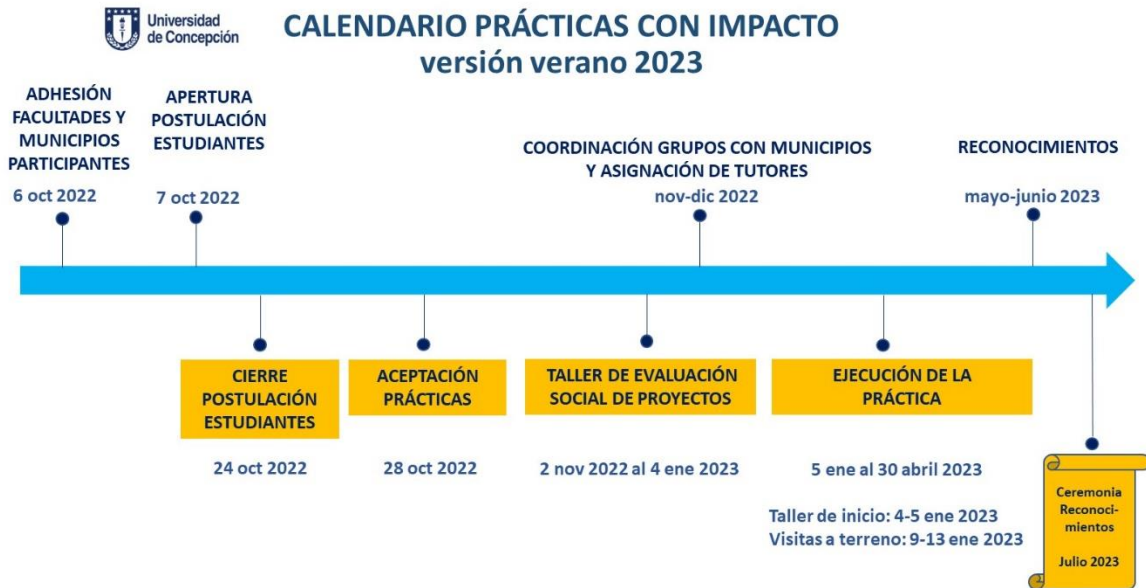 Universidad
de Concepción
CALENDARIO PRÁCTICAS CON IMPACTO
versión verano 2023
ADHESIÓN
FACULTADES Y
MUNICIPIOS
PARTICIPANTES
6 oct 2022
APERTURA
POSTULACIÓN
ESTUDIANTES
7 oct 2022
COORDINACIÓN GRUPOS CON MUNICIPIOS
Y ASIGNACIÓN DE TUTORES
nov-dic 2022
RECONOCIMIENTOS
mayo-junio 2023
CIERRE
POSTULACIÓN
ESTUDIANTES
24 oct 2022
ACEPTACIÓN
PRÁCTICAS
28 oct 2022
TALLER DE EVALUACIÓN
SOCIAL DE PROYECTOS
2 nov 2022 al 4 ene 2023
EJECUCIÓN DE LA
PRÁCTICA
5 ene al 30 abril 2023
Taller de inicio: 4-5 ene 2023
Visitas a terreno: 9-13 ene 2023
Ceremonia
Reconoci-
mientos
Julio 2023